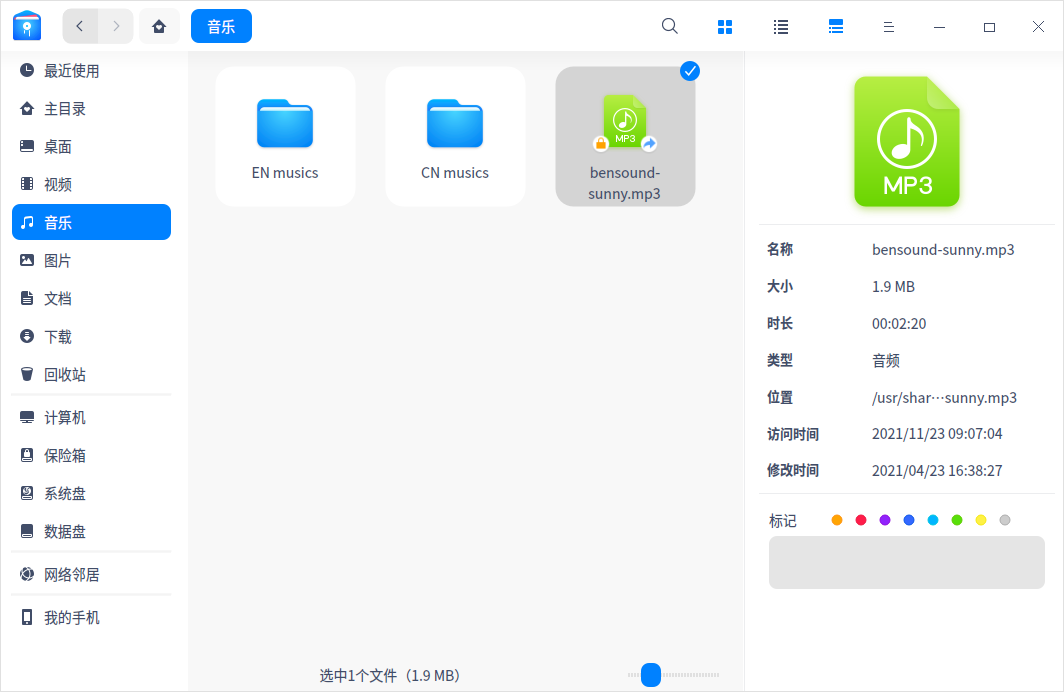 音乐
最近使用
主目录
桌面
视频
音乐
图片
文档
下载
回收站
计算机
保险箱
系统盘
数据盘
网络邻居
我的手机
EN musics
CN musics
MP3
bensound-
sunny.mp3
选中1个文件（1.9 MB）
MP3
名称 bensound-sunny.mp3
大小 1.9 MB
时长 00:02:20
类型 音频
位置 /usr/shar⋯sunny.mp3
访问时间 2021/11/23 09:07:04
修改时间 2021/04/23 16:38:27
标记